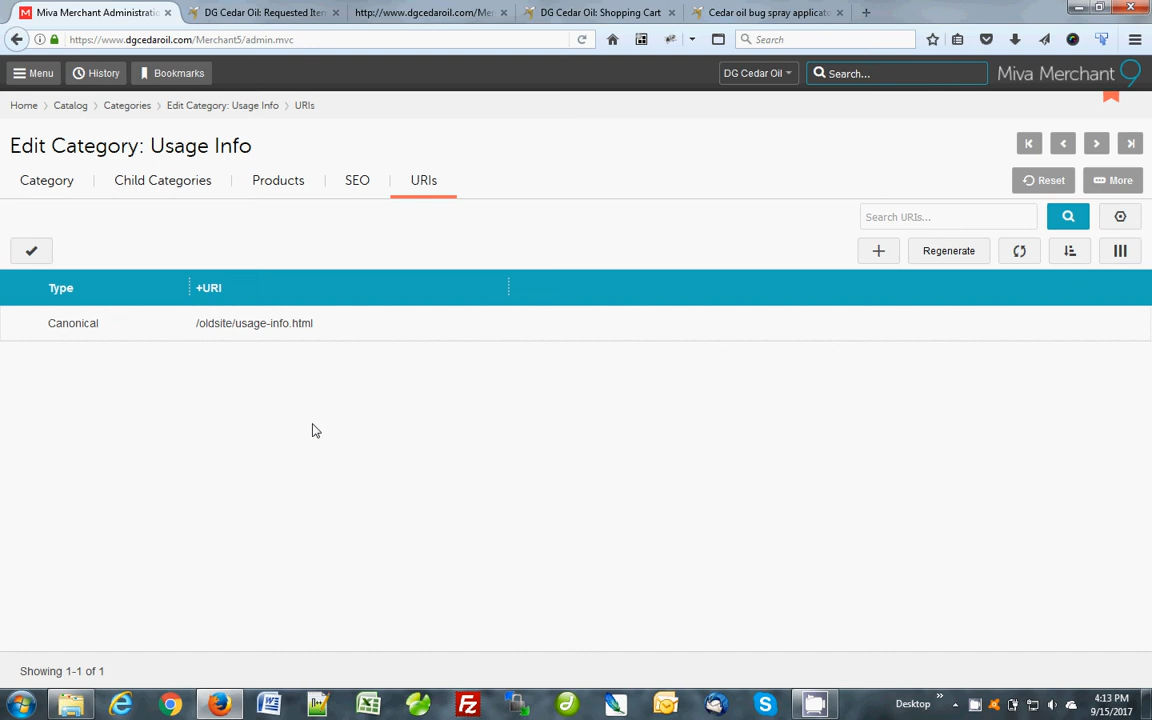 Miva Merchant Administratio
DG Cedar Oil: Requested Iten
http://www.dgcedaroil.com/Me
DG Cedar Oil: Shopping Cart
Cedar oil bug spray applicato
https://www.dgcedaroil.com/Merchant5/admin.mvc
Search
Menu
History
Bookmarks
DG Cedar Oil
Search...
Miva Merchant 9
Home
Catalog
Categories
Edit Category: Usage Info
URIs
Edit Category: Usage Info
Category
Child Categories
Products
SEO
URIs
Reset
More
Search URIs...
Regenerate
Type
+URI
Canonical
/oldsite/usage-info.html
Showing 1-1 of 1
Desktop
4:13 PM
9/15/2017